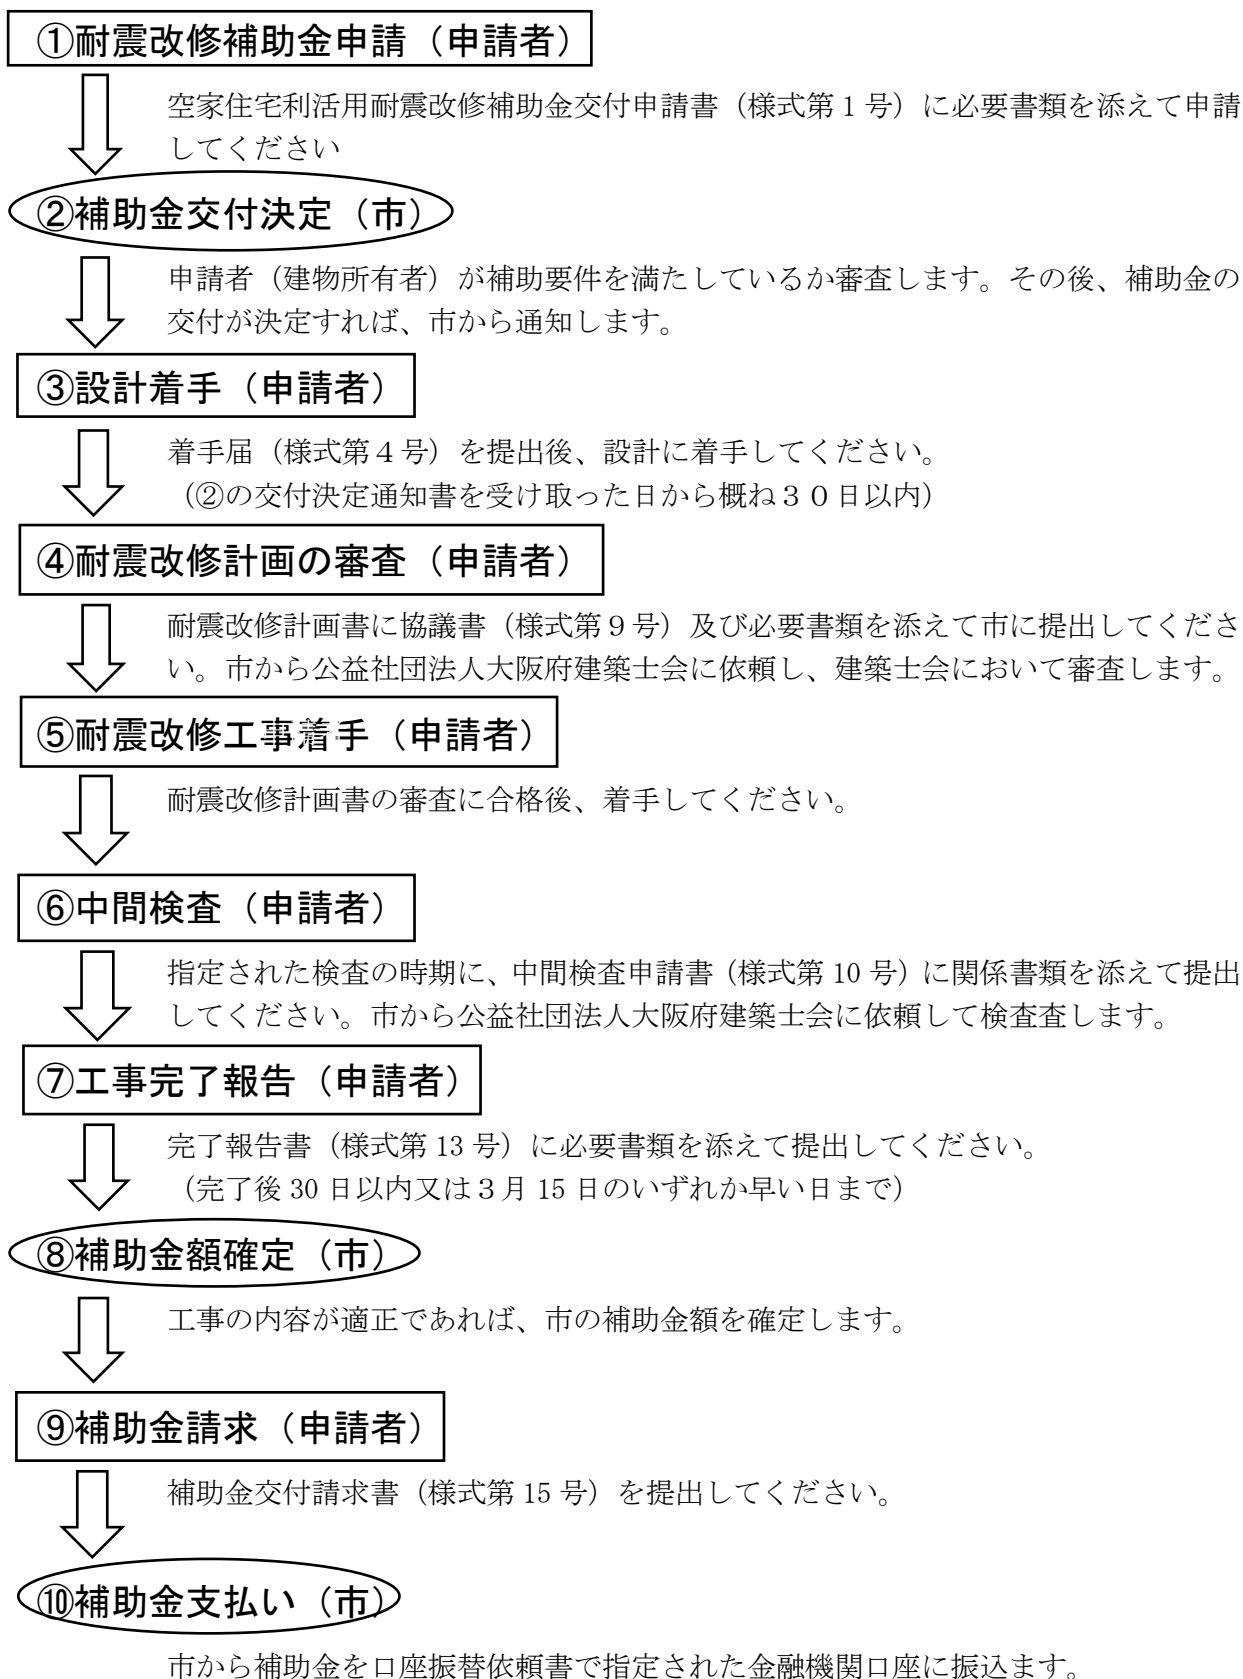 ①耐震改修補助金申請（申請者）
空家住宅利活用耐震改修補助金交付申請書（様式第１号）に必要書類を添えて申請
してください
②補助金交付決定（市）
申請者（建物所有者）が補助要件を満たしているか審査します。その後、補助金の
交付が決定すれば、市から通知します。
③設計着手（申請者）
着手届（様式第４号）を提出後、設計に着手してください。
（②の交付決定通知書を受け取った日から概ね３０日以内）
④耐震改修計画の審査（申請者）
耐震改修計画書に協議書（様式第９号）及び必要書類を添えて市に提出してくださ
い。市から公益社団法人大阪府建築士会に依頼し、建築士会において審査します。
⑤耐震改修工事着手（申請者）
耐震改修計画書の審査に合格後、着手してください。
⑥中間検査（申請者）
指定された検査の時期に、中間検査申請書（様式第 10 号）に関係書類を添えて提出
してください。市から公益社団法人大阪府建築士会に依頼して検査査します。
⑦工事完了報告（申請者）
完了報告書（様式第 13 号）に必要書類を添えて提出してください。
（完了後 30 日以内又は３月 15 日のいずれか早い日まで）
⑧補助金額確定（市）
工事の内容が適正であれば、市の補助金額を確定します。
⑨補助金請求（申請者）
補助金交付請求書（様式第 15 号）を提出してください。
⑩補助金支払い（市）
市から補助金を口座振替依頼書で指定された金融機関口座に振込ます。